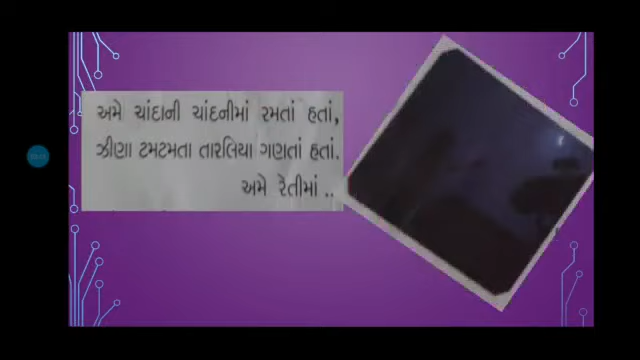 અમે ચાંદાની ચાંદનીમાં રમતાં હતાં,
ઝીણા ટમટમતા તારલિયા ગણતાં હતાં.
અમે રેતીમાં ..